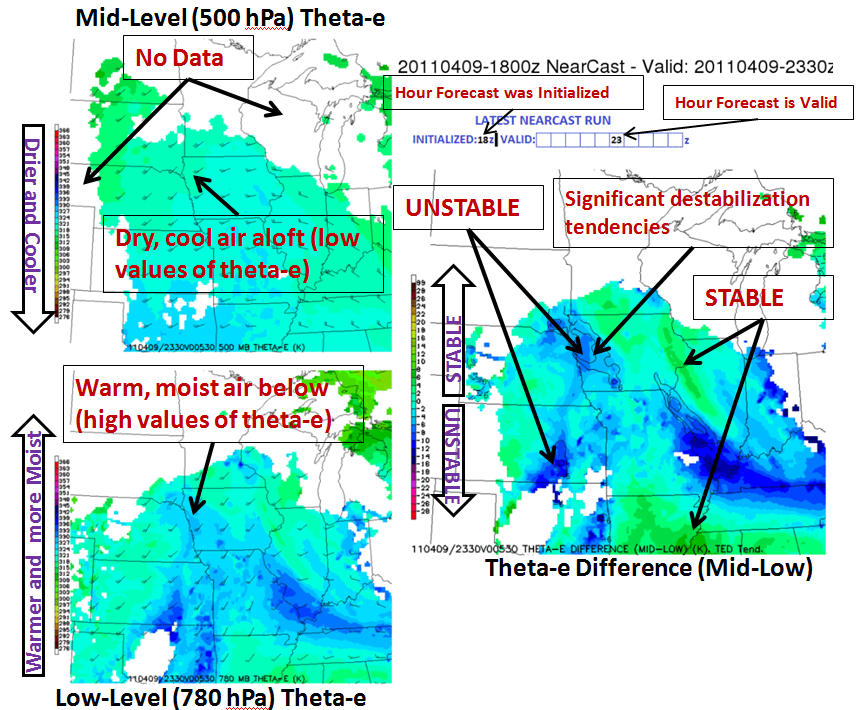 Mid-Level (500 hPa) Theta-e
No Data
20110409-1800z NearCast - Valid: 20110409-2330z
Hour Forecast was Initialized
Hour Forecast is Valid
LATEST NEARCAST RUN
INITIALIZED:18z VALID: 23 z
Drier and Cooler
Dry, cool air aloft (low
values of theta-e)
110409/2330V00530 500 MB THETA-E (K)
UNSTABLE
Significant destabilization
tendencies
STABLE
STABLE
UNSTABLE
Warm, moist air below
(high values of theta-e)
Warmer and more Moist
110409/2330V00530 THETA-E DIFFERENCE (MID-LOW) (K), TED Tend.
Theta-e Difference (Mid-Low)
110409/2330V00530 780 MB THETA-E (K)
Low-Level (780 hPa) Theta-e